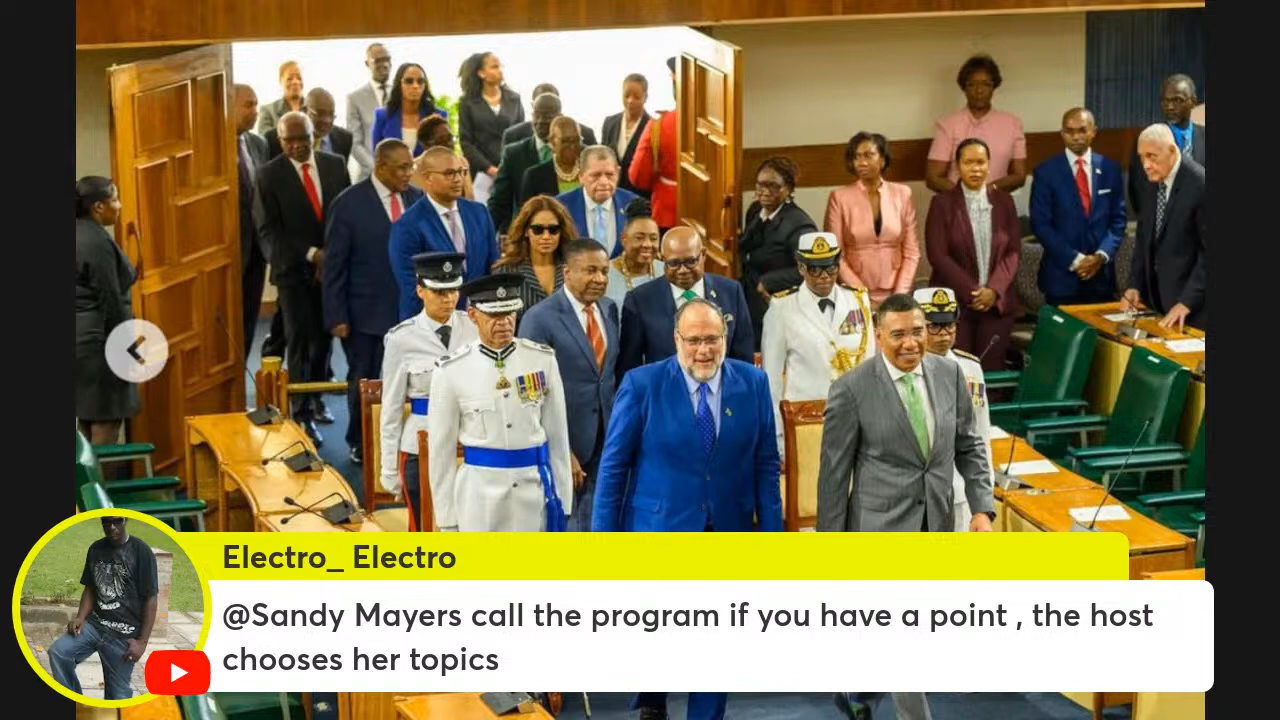 Electro_ Electro
@Sandy Mayers call the program if you have a point , the host
chooses her topics